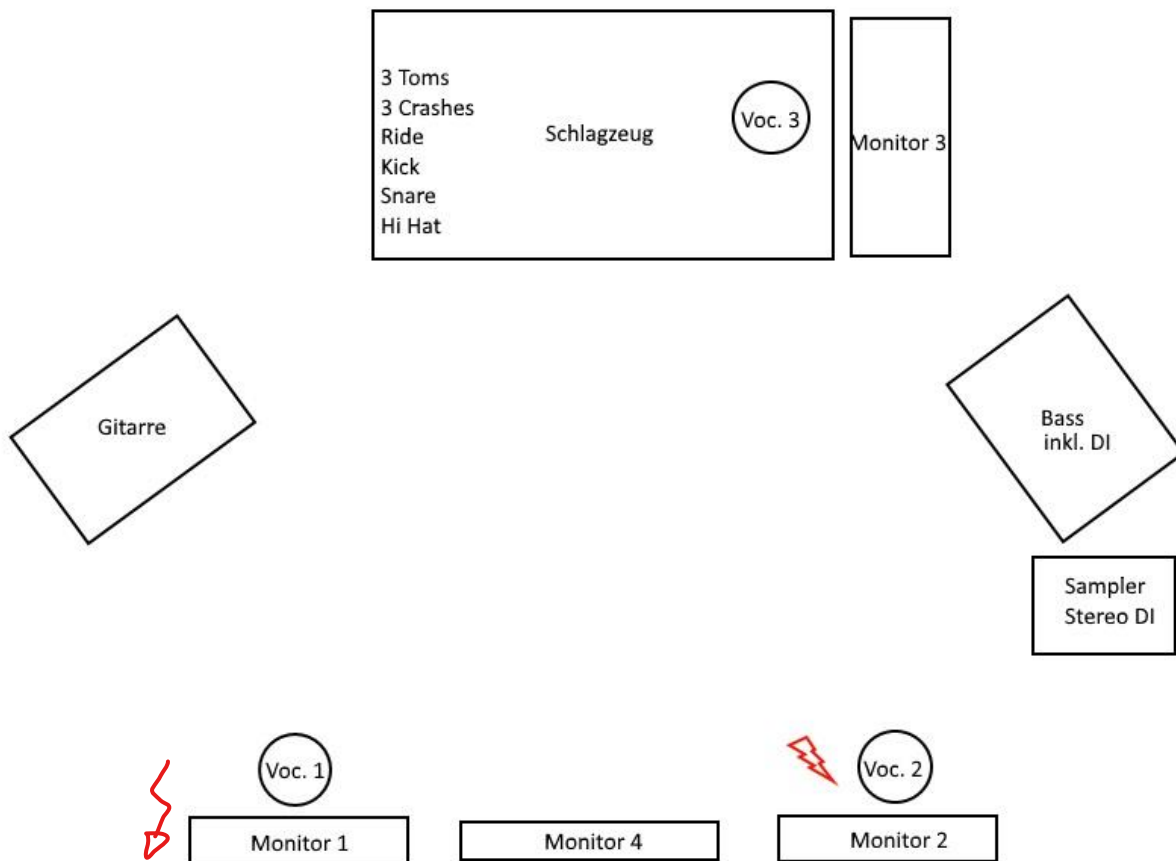 3 Toms
3 Crashes
Ride
Kick
Snare
Hi Hat
Schlagzeug
Voc. 3
Monitor 3
Gitarre
Bass
inkl. DI
Sampler
Stereo DI
Voc. 1
Voc. 2
Monitor 1
Monitor 4
Monitor 2